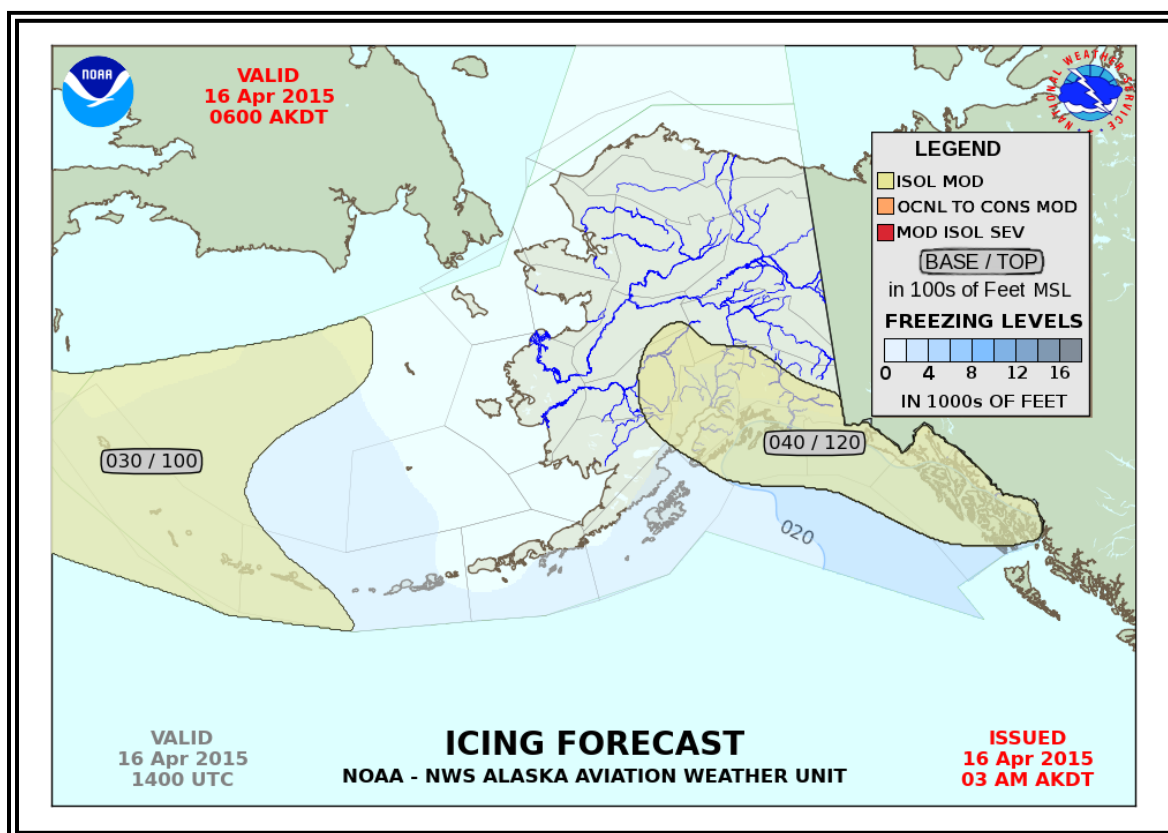 NOAA
VALID
16 Apr 2015
0600 AKDT
NATIONAL WEATHER SERVICE
LEGEND
ISOL MOD
OCNL TO CONS MOD
MOD ISOL SEV
BASE / TOP
in 100s of Feet MSL
FREEZING LEVELS
0 4 8 12 16
IN 1000s OF FEET
030 / 100
040 / 120
020
VALID
16 Apr 2015
1400 UTC
ICING FORECAST
NOAA - NWS ALASKA AVIATION WEATHER UNIT
ISSUED
16 Apr 2015
03 AM AKDT